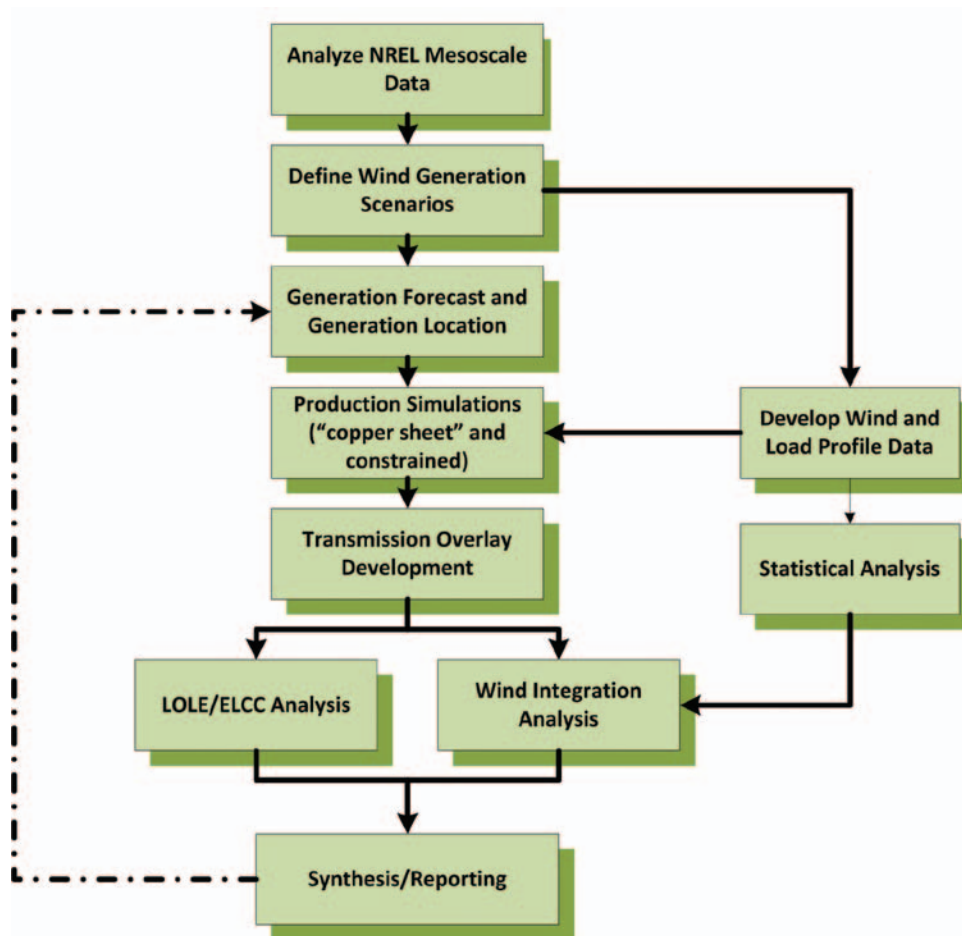 Analyze NREL Mesoscale
Data
Define Wind Generation
Scenarios
Generation Forecast and
Generation Location
Production Simulations
(“copper sheet” and
constrained)
Develop Wind and
Load Profile Data
Transmission Overlay
Development
Statistical Analysis
LOLE/ELCC Analysis
Wind Integration
Analysis
Synthesis/Reporting